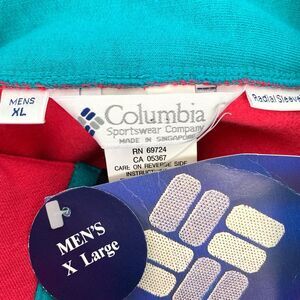 MENS
XL
Columbia
Sportswear Company
MADE IN SINGAPORE
Radial Sleeve
RN 69724
CA 05367
CARE ON REVERSE SIDE
MEN'S
X Large